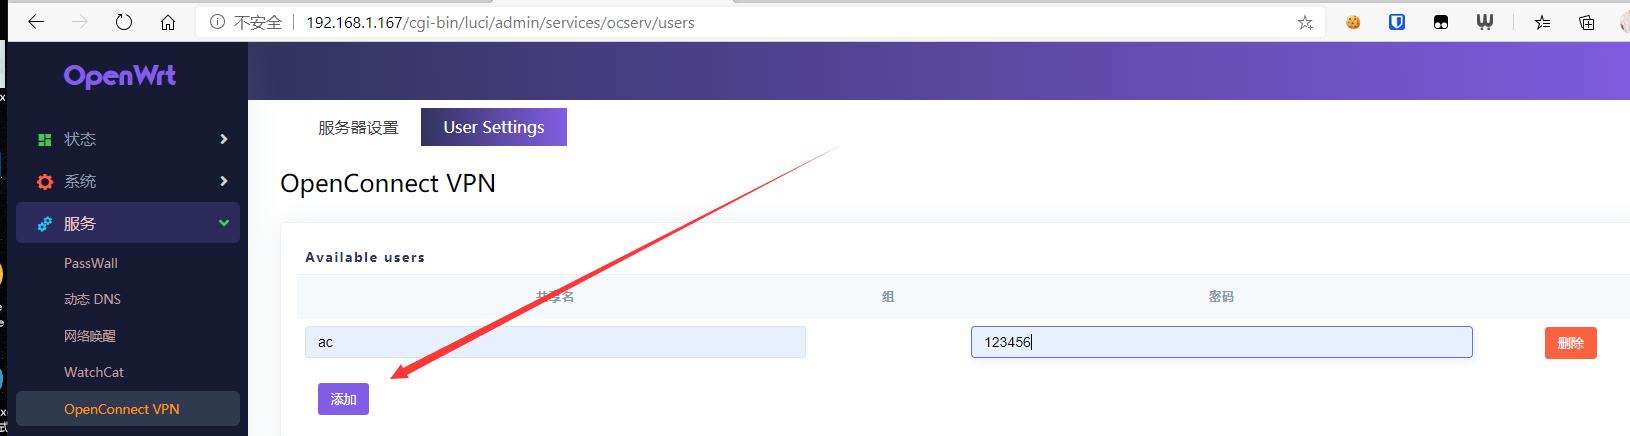 不安全 192.168.1.167/cgi-bin/luci/admin/services/ocserv/users
OpenWrt
服务器设置 User Settings
状态
系统
OpenConnect VPN
服务
PassWall
Available users
动态 DNS
共享名 组 密码
网络唤醒
ac 123456 删除
WatchCat
添加
OpenConnect VPN